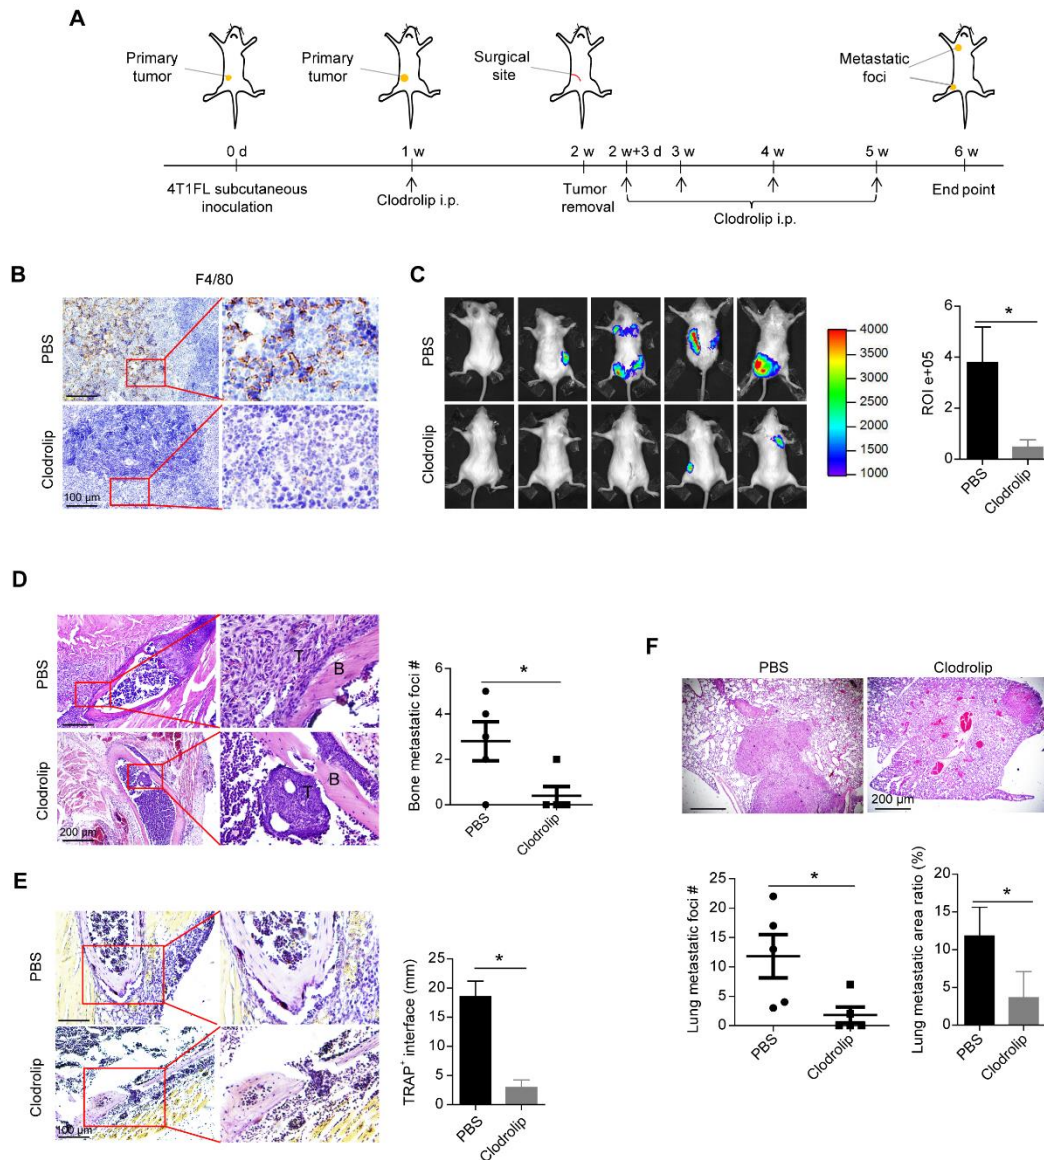 A
Primary
tumor
Primary
tumor
Surgical
site
Metastatic
foci
0 d
1 w
2 w
2 w+3 d
3 w
4 w
5 w
6 w
4T1FL subcutaneous
inoculation
Clodrolip i.p.
Tumor
removal
Clodrolip i.p.
End point
B
F4/80
PBS
Clodrolip
100 µm
C
PBS
Clodrolip
4000
3500
3000
2500
2000
1500
1000
ROI e+05
6
4
2
0
*
PBS
Clodrolip
D
PBS
T
B
Clodrolip
T
B
200 µm
Bone metastatic foci #
6
4
2
0
*
PBS
Clodrolip
E
PBS
Clodrolip
100 µm
TRAP⁺ interface (mm)
25
20
15
10
5
0
*
PBS
Clodrolip
F
PBS
Clodrolip
200 µm
Lung metastatic foci #
25
20
15
10
5
0
*
PBS
Clodrolip
Lung metastatic area ratio (%)
20
15
10
5
0
*
PBS
Clodrolip